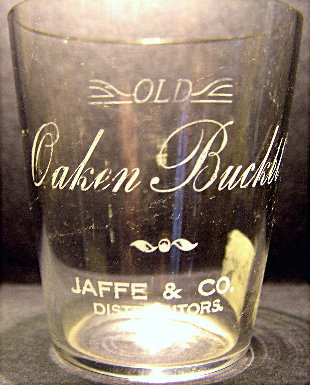 OLD
Oaken Bucket
JAFFE & CO.
DISTRIBUTORS.